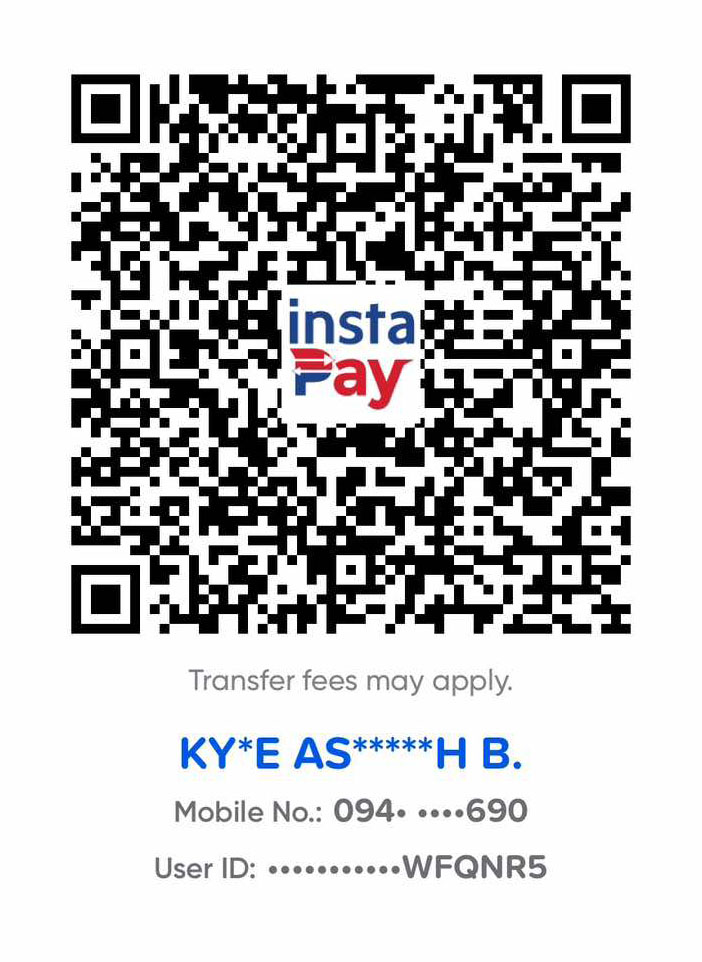 insta
Pay
Transfer fees may apply.
KY*E AS*****H B.
Mobile No.: 094• ••••690
User ID: •••••••••••WFQNR5